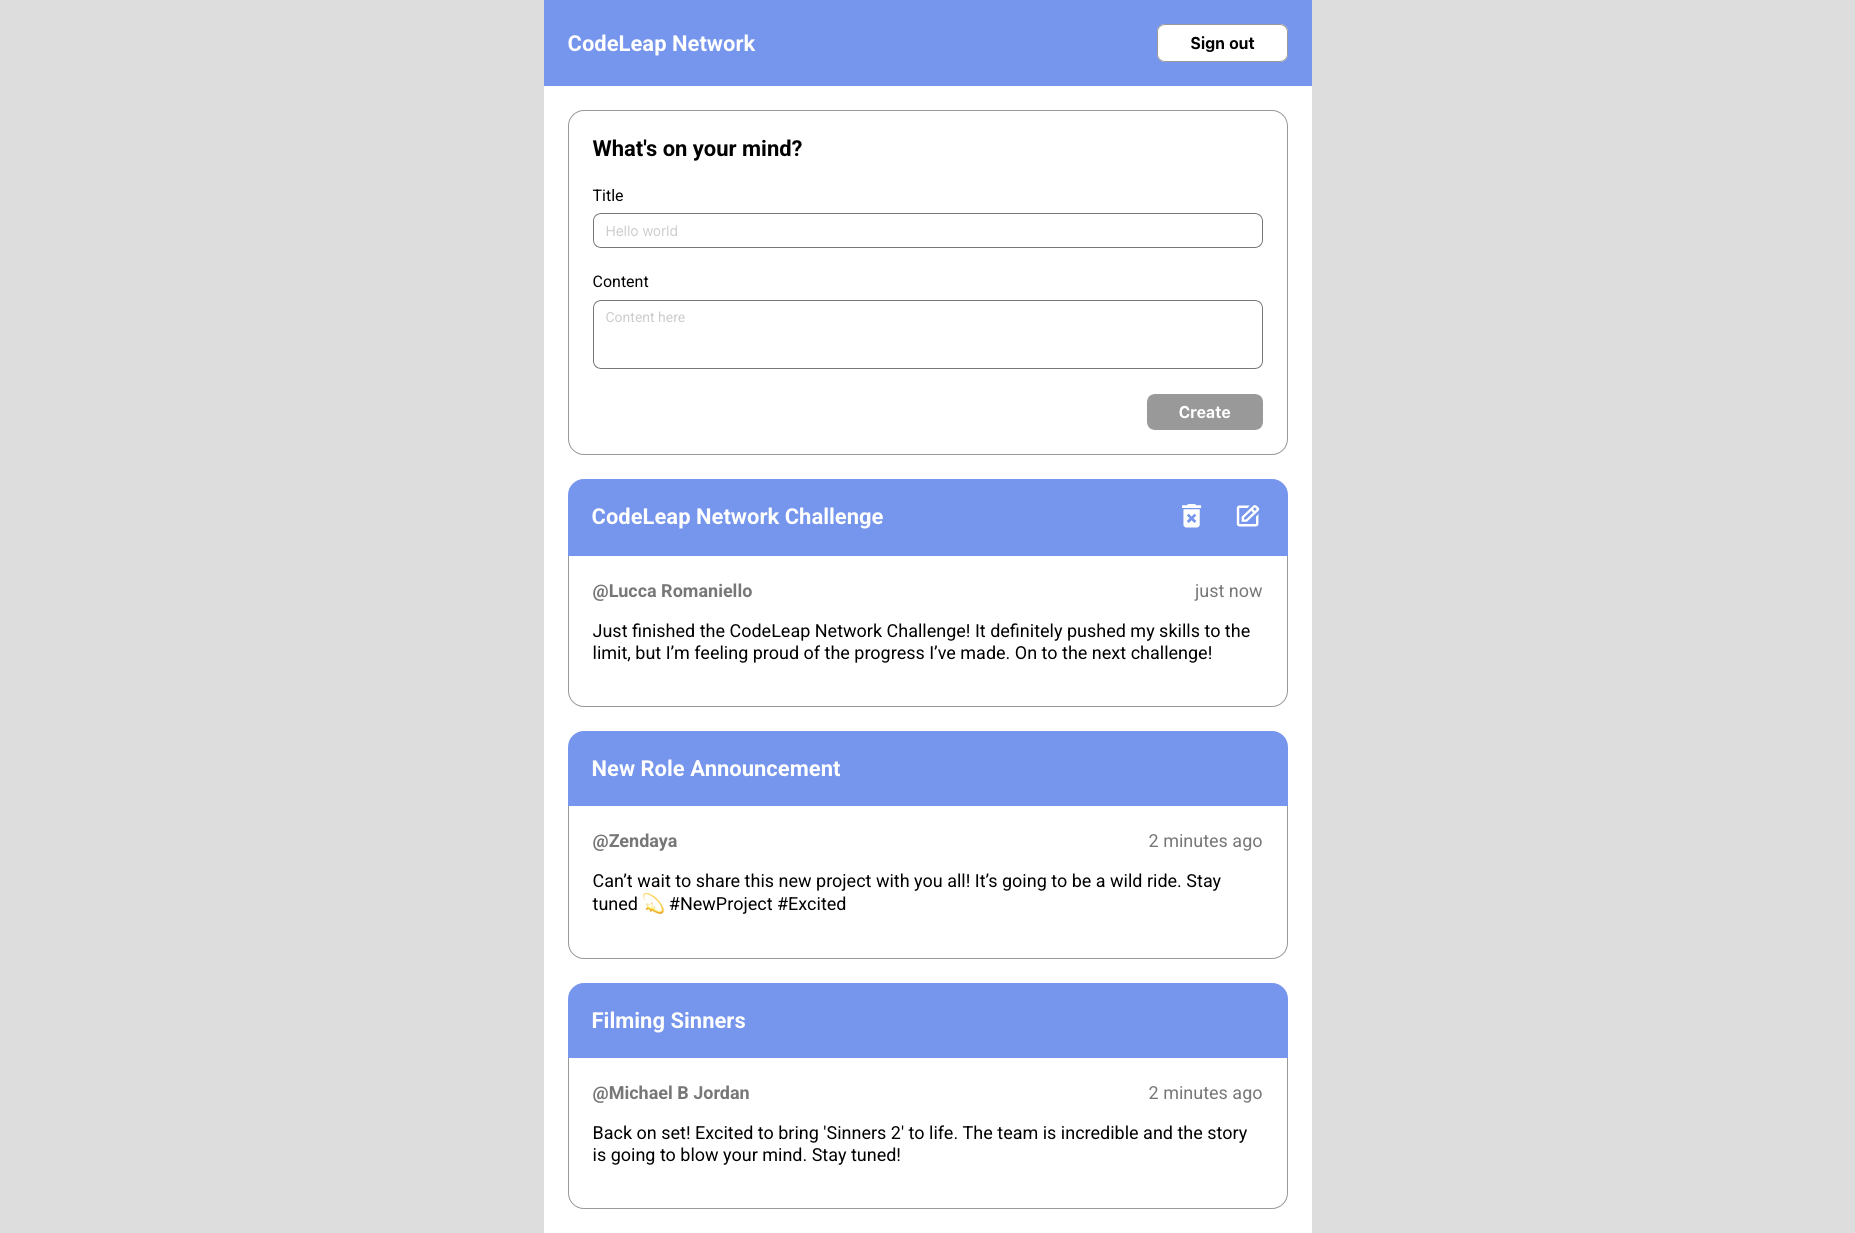 CodeLeap Network
Sign out
What's on your mind?
Title
Hello world
Content
Content here
Create
CodeLeap Network Challenge
@Lucca Romaniello
just now
Just finished the CodeLeap Network Challenge! It definitely pushed my skills to the
limit, but I’m feeling proud of the progress I’ve made. On to the next challenge!
New Role Announcement
@Zendaya
2 minutes ago
Can’t wait to share this new project with you all! It’s going to be a wild ride. Stay
tuned 💫 #NewProject #Excited
Filming Sinners
@Michael B Jordan
2 minutes ago
Back on set! Excited to bring 'Sinners 2' to life. The team is incredible and the story
is going to blow your mind. Stay tuned!